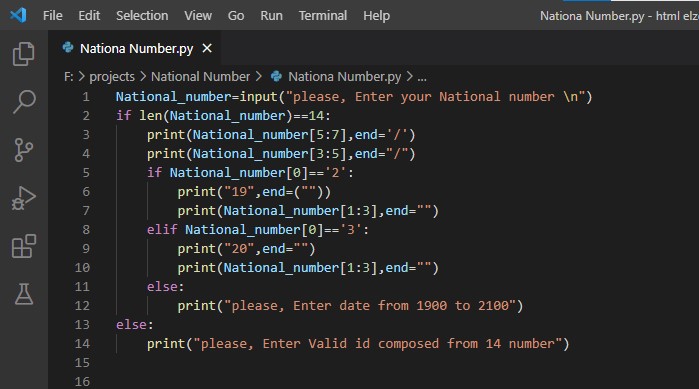 File Edit Selection View Go Run Terminal Help Nationa Number.py - html elz
Nationa Number.py ×
F: > projects > National Number > Nationa Number.py > ...
1 National_number=input("please, Enter your National number \n")
2 if len(National_number)==14:
3     print(National_number[5:7],end='/')
4     print(National_number[3:5],end="/")
5     if National_number[0]=='2':
6         print("19",end=(""))
7         print(National_number[1:3],end="")
8     elif National_number[0]=='3':
9         print("20",end="")
10         print(National_number[1:3],end="")
11     else:
12         print("please, Enter date from 1900 to 2100")
13 else:
14     print("please, Enter Valid id composed from 14 number")
15
16